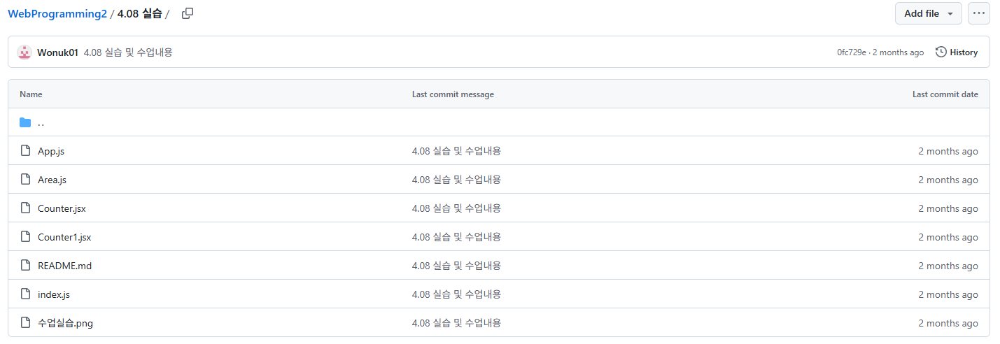 WebProgramming2 / 4.08 실습 /
Add file
Wonuk01 4.08 실습 및 수업내용
0fc729e · 2 months ago
History
Name Last commit message Last commit date
..
App.js 4.08 실습 및 수업내용 2 months ago
Area.js 4.08 실습 및 수업내용 2 months ago
Counter.jsx 4.08 실습 및 수업내용 2 months ago
Counter1.jsx 4.08 실습 및 수업내용 2 months ago
README.md 4.08 실습 및 수업내용 2 months ago
index.js 4.08 실습 및 수업내용 2 months ago
수업실습.png 4.08 실습 및 수업내용 2 months ago